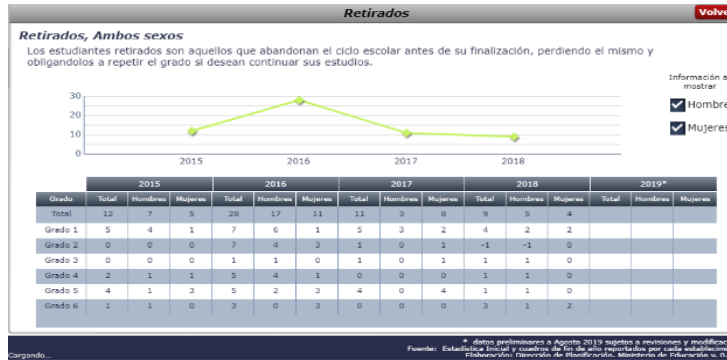 Retirados
Volve
Retirados, Ambos sexos
Los estudiantes retirados son aquellos que abandonan el ciclo escolar antes de su finalización, perdiendo el mismo y
obligandolos a repetir el grado si desean continuar sus estudios.
Información a
mostrar
Hombre
Mujeres
30
20
10
0
2015 2016 2017 2018
2015 2016 2017 2018 2019*
Grado Total Hombres Mujeres Total Hombres Mujeres Total Hombres Mujeres Total Hombres Mujeres Total Hombres Mujeres
Total 12 7 5 28 17 11 11 3 8 9 5 4
Grado 1 5 4 1 7 6 1 5 3 2 4 2 2
Grado 2 0 0 0 7 4 3 1 0 1 -1 -1 0
Grado 3 0 0 0 1 1 0 1 0 1 1 1 0
Grado 4 2 1 1 5 4 1 0 0 0 1 1 0
Grado 5 4 1 3 5 2 3 4 0 4 1 1 0
Grado 6 1 1 0 3 0 3 0 0 0 3 1 2
* datos preliminares a Agosto 2019 sujetos a revisiones y modific
Fuente: Estadística Inicial y cuadros de fin de año reportados por cada establecim
Elaboración: Dirección de Planificación, Ministerio de Educación
Cargando...